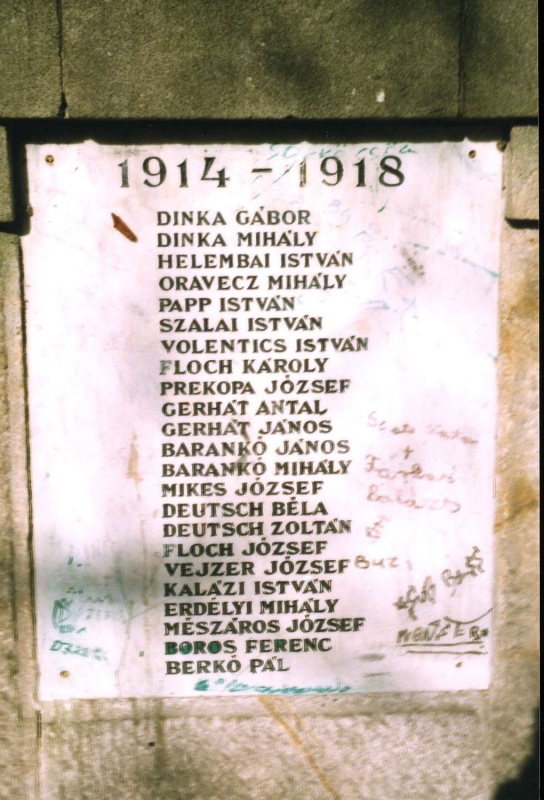 1914 - 1918
DINKA GÁBOR
DINKA MIHÁLY
HELEMBAI ISTVÁN
ORAVECZ MIHÁLY
PAPP ISTVÁN
SZALAI ISTVÁN
VOLENTICS ISTVÁN
FLOCH KÁROLY
PREKOPA JÓZSEF
GERHÁT ANTAL
GERHÁT JÁNOS
BARANKÓ JÁNOS
BARANKÓ MIHÁLY
MIKES JÓZSEF
DEUTSCH BÉLA
DEUTSCH ZOLTÁN
FLOCH JÓZSEF
VEJZER JÓZSEF
KALÁZI ISTVÁN
ERDÉLYI MIHÁLY
MÉSZÁROS JÓZSEF
BOROS FERENC
BERKÓ PÁL